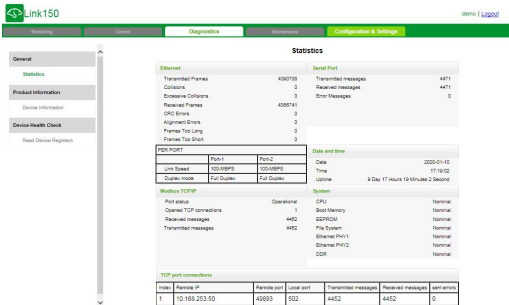 Link150
demo | Logout
Monitoring Control Diagnostics Maintenance Configuration & Settings
General
Statistics
Product Information
Device Information
Device Health Check
Read Device Registers
Statistics
Ethernet
Transmitted Frames 4390788
Collisions 0
Excessive Collisions 0
Received Frames 4366741
CRC Errors 0
Alignment Errors 0
Frames Too Long 0
Frames Too Short 0
Serial Port
Transmitted messages 4471
Received messages 4471
Error Messages 0
PER PORT
Port-1 Port-2
Link Speed 100-MBPS 100-MBPS
Duplex mode Full Duplex Full Duplex
Date and time
Date 2000-01-10
Time 17:19:02
Uptime 9 Day 17 Hours 19 Minutes 2 Second
Modbus TCP/IP
Port status Operational
Opened TCP connections 1
Received messages 4452
Transmitted messages 4452
System
CPU Nominal
Boot Memory Nominal
EEPROM Nominal
File System Nominal
Ethernet PHY1 Nominal
Ethernet PHY2 Nominal
DDR Nominal
TCP port connections
Index Remote IP Remote port Local port Transmitted messages Received messages sent errors
1 10.168.253.50 49893 502 4452 4452 0